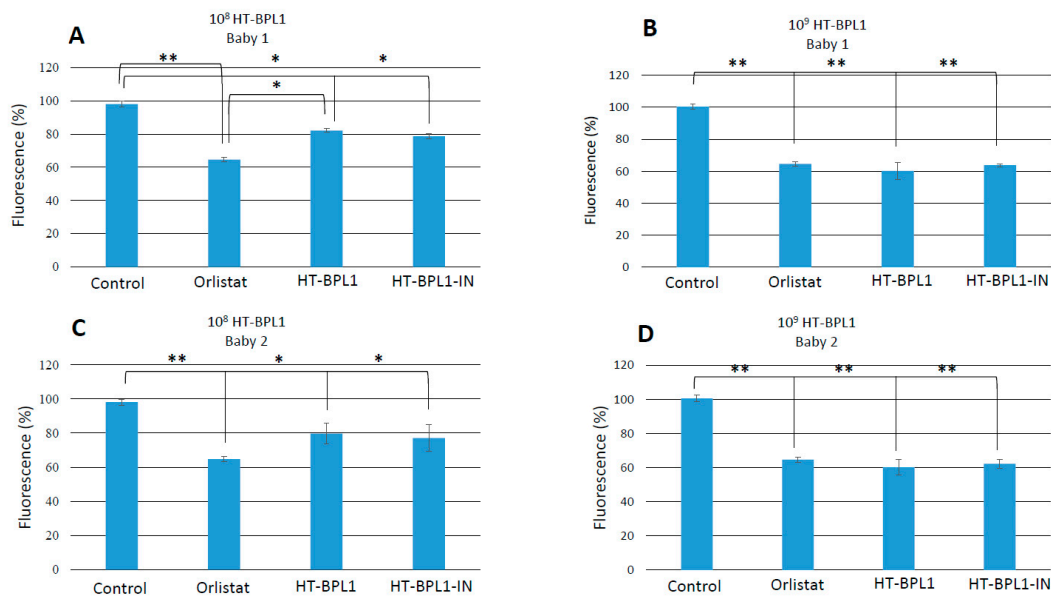 A
10⁸ HT-BPL1
Baby 1
Fluorescence (%)
120
100
80
60
40
20
0
** * *
*
Control Orlistat HT-BPL1 HT-BPL1-IN
B
10⁹ HT-BPL1
Baby 1
Fluorescence (%)
120
100
80
60
40
20
0
** ** **
Control Orlistat HT-BPL1 HT-BPL1-IN
C
10⁸ HT-BPL1
Baby 2
Fluorescence (%)
120
100
80
60
40
20
0
** * *
Control Orlistat HT-BPL1 HT-BPL1-IN
D
10⁹ HT-BPL1
Baby 2
Fluorescence (%)
120
100
80
60
40
20
0
** ** **
Control Orlistat HT-BPL1 HT-BPL1-IN